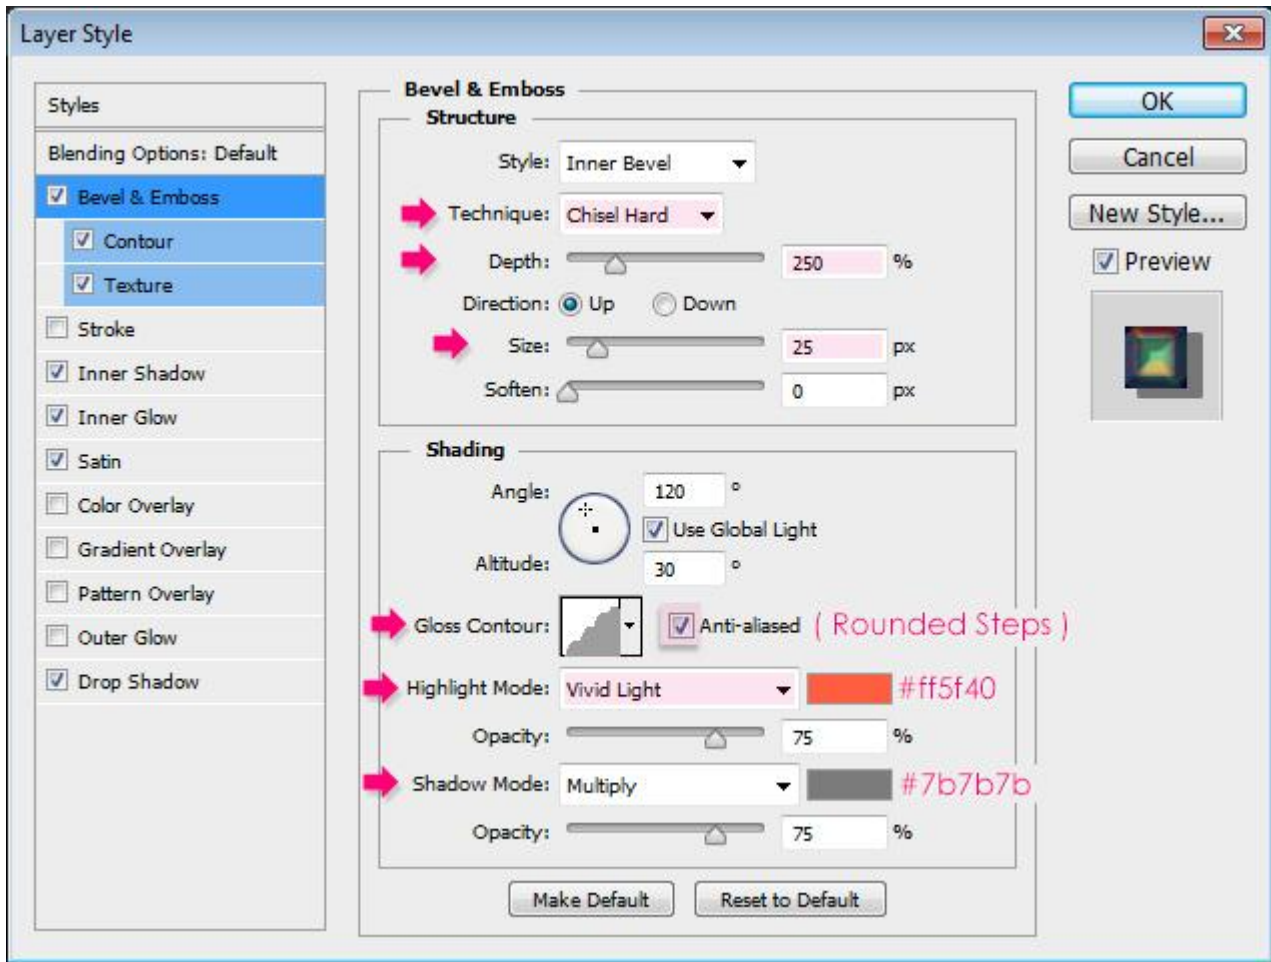 Layer Style
Styles
Blending Options: Default
Bevel & Emboss
Contour
Texture
Stroke
Inner Shadow
Inner Glow
Satin
Color Overlay
Gradient Overlay
Pattern Overlay
Outer Glow
Drop Shadow
Bevel & Emboss
Structure
Style: Inner Bevel
Technique: Chisel Hard
Depth: 250 %
Direction: Up Down
Size: 25 px
Soften: 0 px
Shading
Angle: 120 °
Use Global Light
Altitude: 30 °
Gloss Contour: Anti-aliased ( Rounded Steps )
Highlight Mode: Vivid Light #ff5f40
Opacity: 75 %
Shadow Mode: Multiply #7b7b7b
Opacity: 75 %
Make Default Reset to Default
OK
Cancel
New Style...
Preview